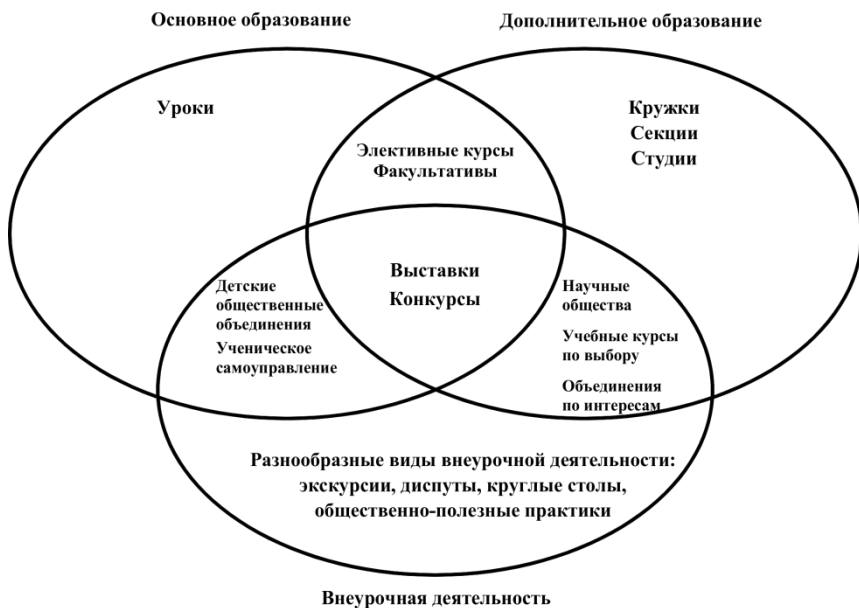 Основное образование
Дополнительное образование
Уроки
Кружки
Секции
Студии
Элективные курсы
Факультативы
Выставки
Конкурсы
Детские
общественные
объединения
Ученическое
самоуправление
Научные
общества
Учебные курсы
по выбору
Объединения
по интересам
Разнообразные виды внеурочной деятельности:
экскурсии, диспуты, круглые столы,
общественно-полезные практики
Внеурочная деятельность